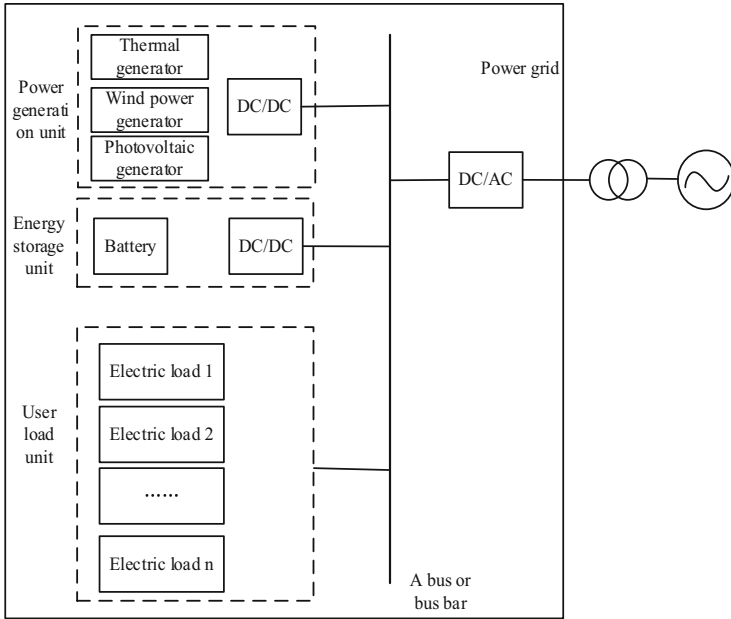 Power
generati
on unit
Thermal
generator
Wind power
generator
Photovoltaic
generator
DC/DC
Power grid
DC/AC
Energy
storage
unit
Battery
DC/DC
User
load
unit
Electric load 1
Electric load 2
......
Electric load n
A bus or
bus bar